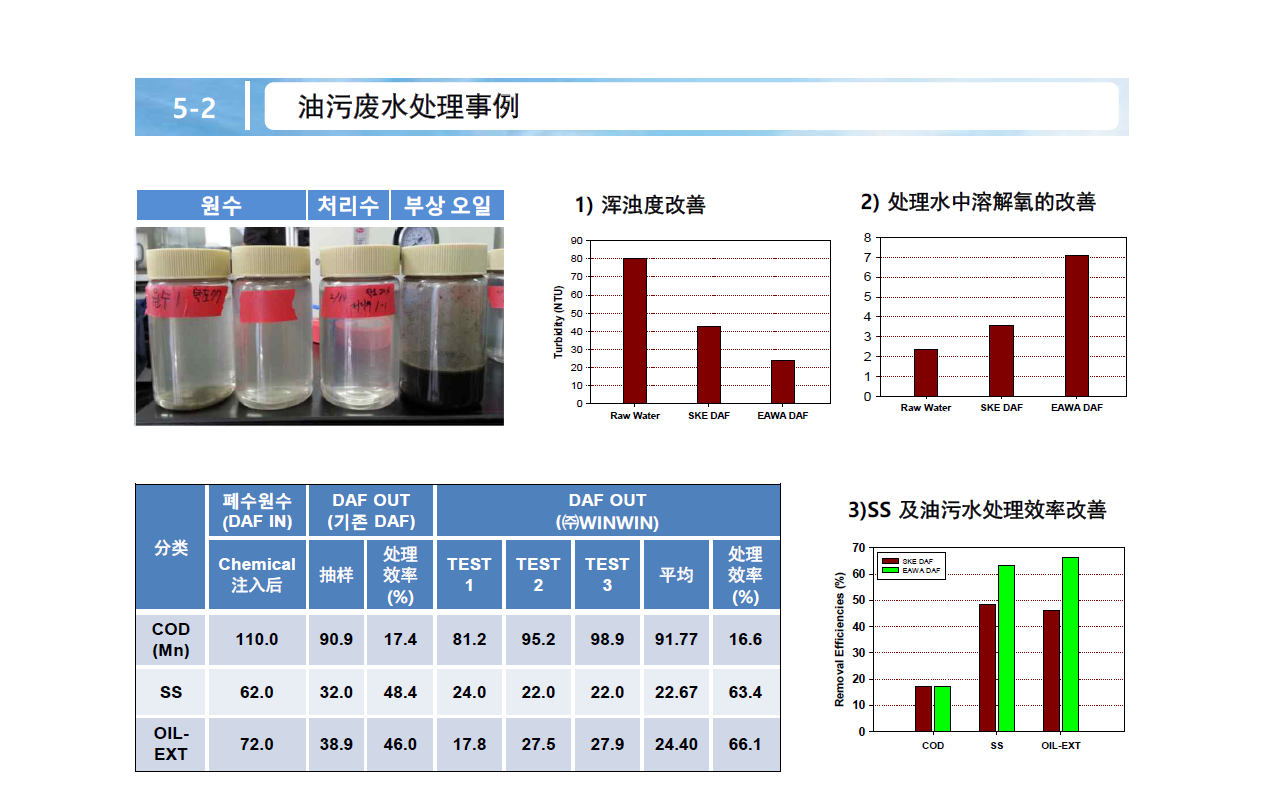 5-2
油污废水处理事例
원수 처리수 부상 오일
원수 1
1) 浑浊度改善
90
80
70
60
50
40
30
20
10
0
Turbidity (NTU)
Raw Water SKE DAF EAWA DAF
2) 处理水中溶解氧的改善
8
7
6
5
4
3
2
1
0
Raw Water SKE DAF EAWA DAF
分类
폐수원수
(DAF IN)
DAF OUT
(기존 DAF)
DAF OUT
(㈜WINWIN)
Chemical
注入后
抽样
处理
效率
(%)
TEST
1
TEST
2
TEST
3
平均
处理
效率
(%)
COD
(Mn)
110.0 90.9 17.4 81.2 95.2 98.9 91.77 16.6
SS 62.0 32.0 48.4 24.0 22.0 22.0 22.67 63.4
OIL-
EXT
72.0 38.9 46.0 17.8 27.5 27.9 24.40 66.1
3)SS 及油污水处理效率改善
70
60
50
40
30
20
10
0
Removal Efficiencies (%)
SKE DAF
EAWA DAF
COD SS OIL-EXT